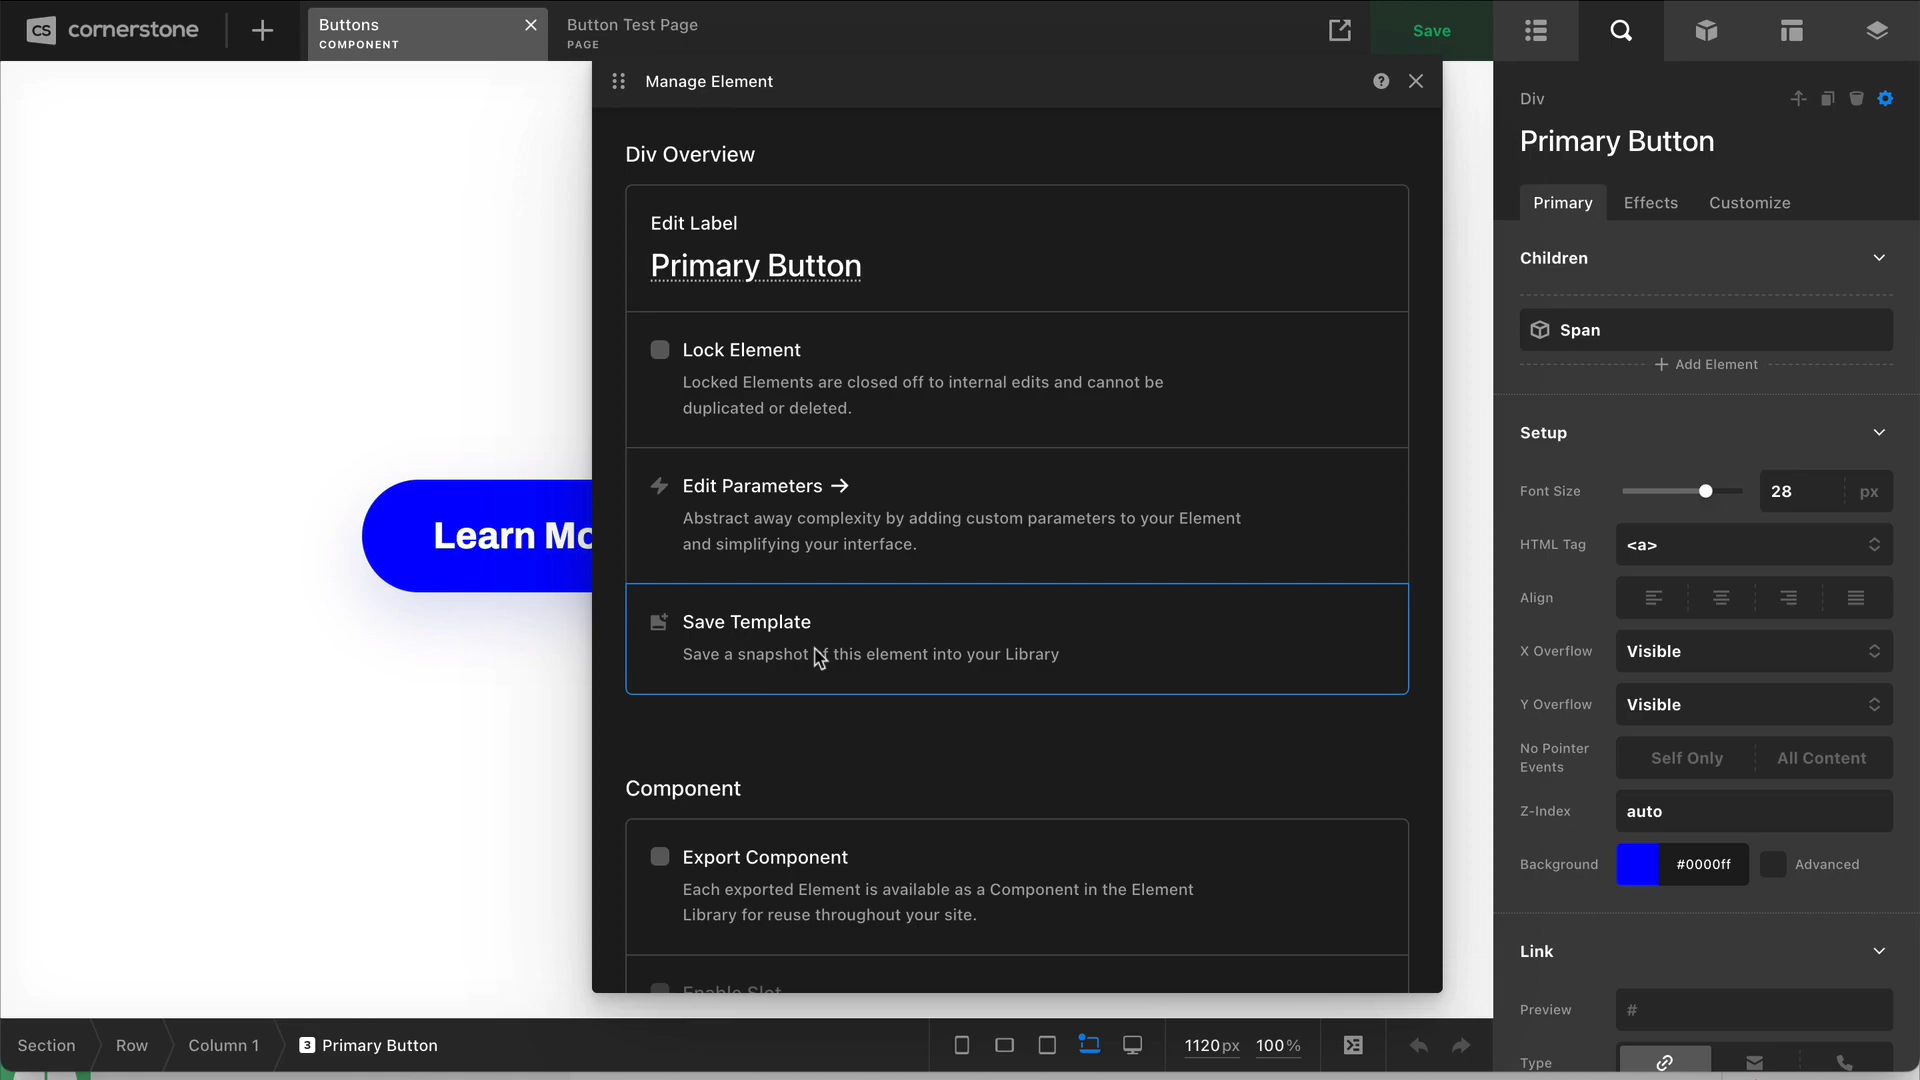 CS cornerstone
Buttons
COMPONENT
Button Test Page
PAGE
Save
Manage Element
Div Overview
Edit Label
Primary Button
Lock Element
Locked Elements are closed off to internal edits and cannot be
duplicated or deleted.
Edit Parameters
Abstract away complexity by adding custom parameters to your Element
and simplifying your interface.
Save Template
Save a snapshot of this element into your Library
Component
Export Component
Each exported Element is available as a Component in the Element
Library for reuse throughout your site.
Enable Slot
Learn Mo
Div
Primary Button
Primary Effects Customize
Children
Span
Add Element
Setup
Font Size 28 px
HTML Tag <a>
Align
X Overflow Visible
Y Overflow Visible
No Pointer
Events Self Only All Content
Z-Index auto
Background #0000ff Advanced
Link
Preview #
Type
Section Row Column 1 3 Primary Button
1120px 100%